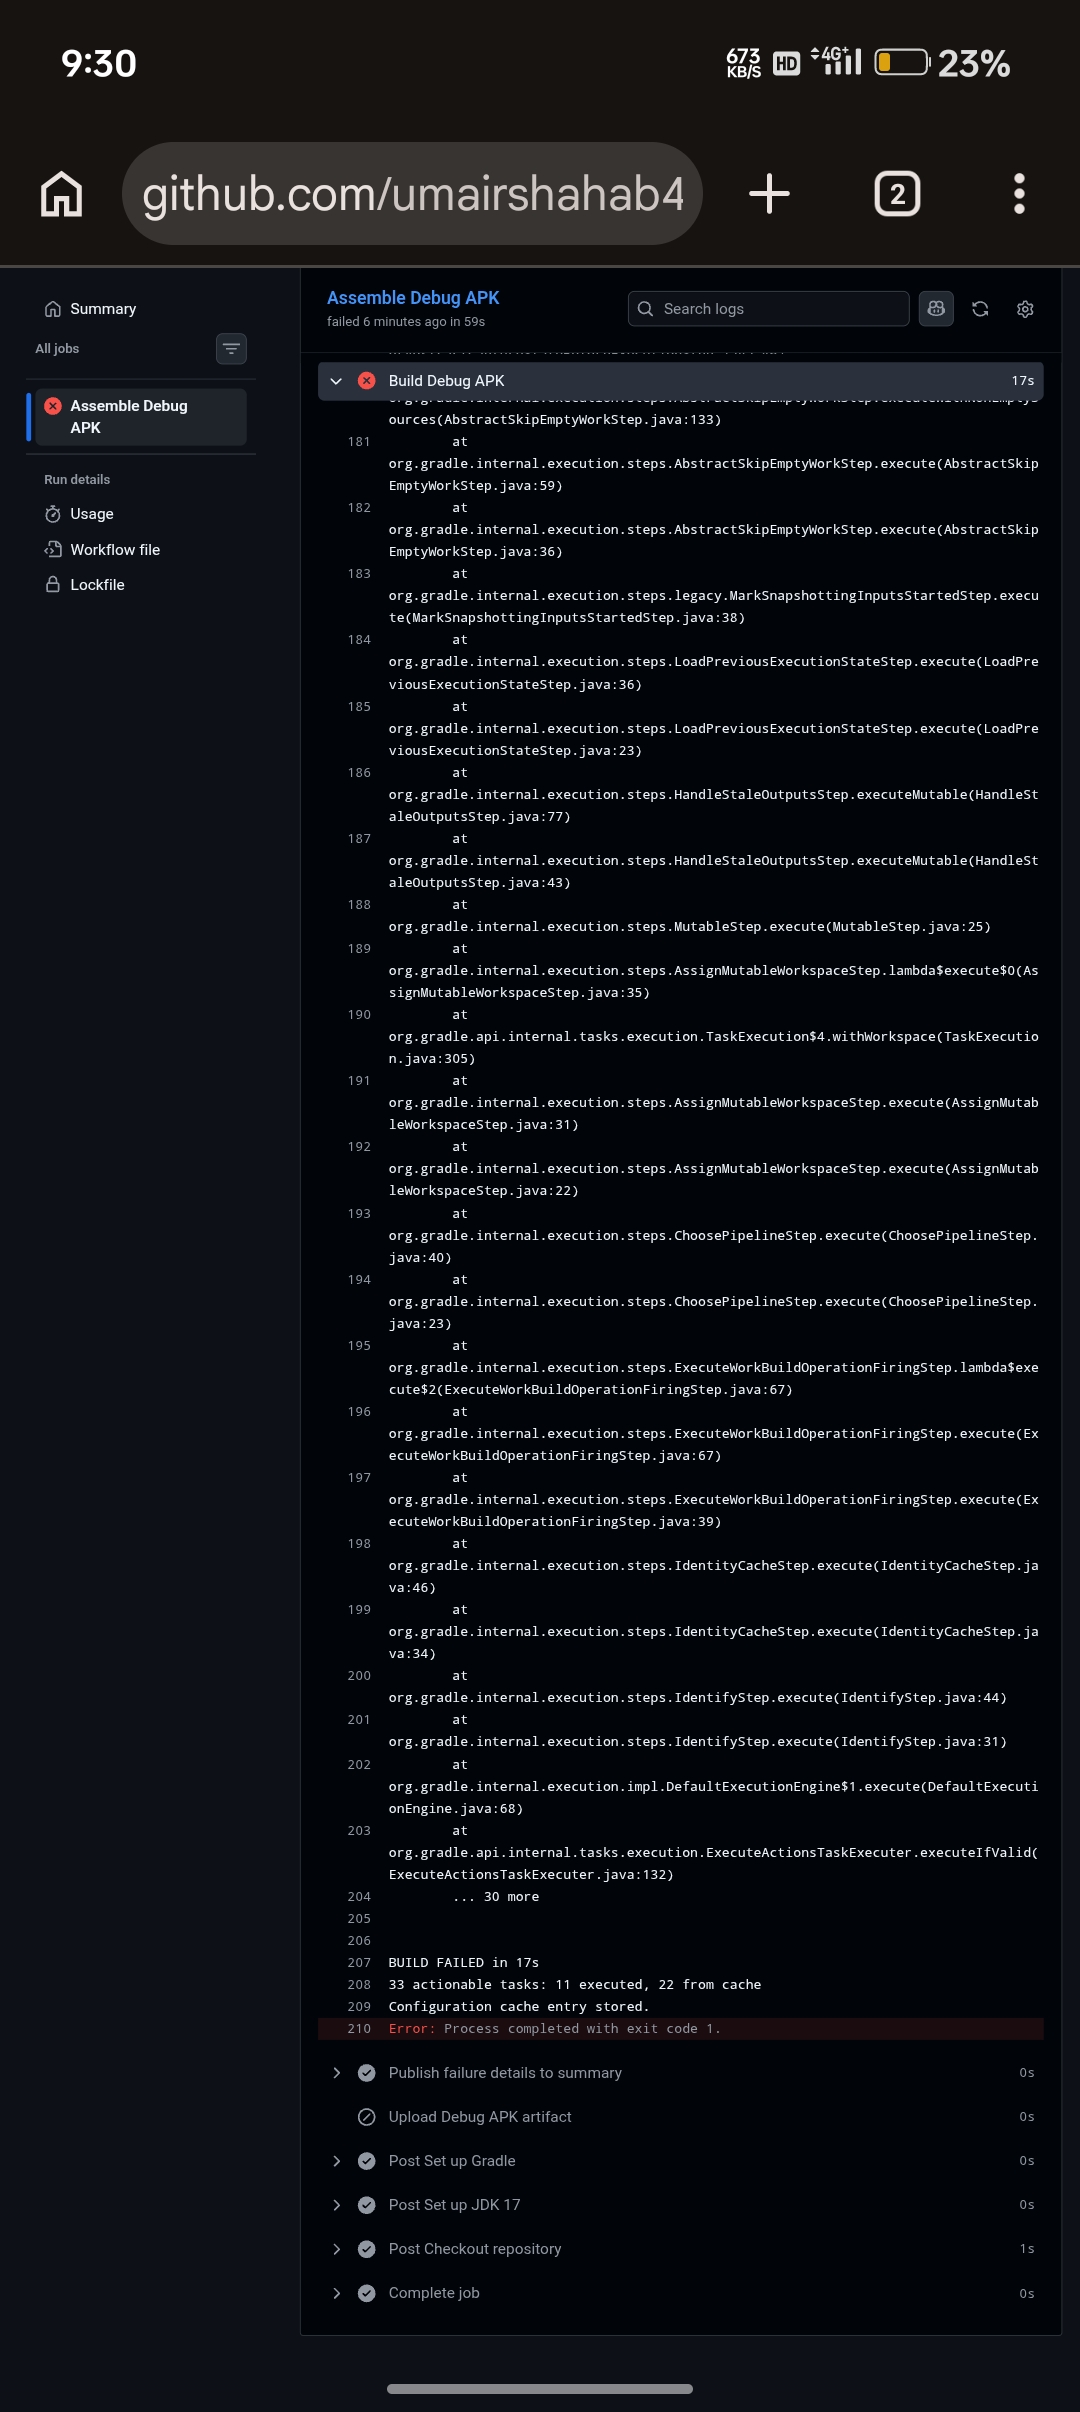 9:30
673 KB/S HD 4G+ 23%
github.com/umairshahab4
2
Summary
All jobs
Assemble Debug
APK
Run details
Usage
Workflow file
Lockfile
Assemble Debug APK
failed 6 minutes ago in 59s
Search logs
Build Debug APK 17s
ources(AbstractSkipEmptyWorkStep.java:133)
181 at
org.gradle.internal.execution.steps.AbstractSkipEmptyWorkStep.execute(AbstractSkip
EmptyWorkStep.java:59)
182 at
org.gradle.internal.execution.steps.AbstractSkipEmptyWorkStep.execute(AbstractSkip
EmptyWorkStep.java:36)
183 at
org.gradle.internal.execution.steps.legacy.MarkSnapshottingInputsStartedStep.execu
te(MarkSnapshottingInputsStartedStep.java:38)
184 at
org.gradle.internal.execution.steps.LoadPreviousExecutionStateStep.execute(LoadPre
viousExecutionStateStep.java:36)
185 at
org.gradle.internal.execution.steps.LoadPreviousExecutionStateStep.execute(LoadPre
viousExecutionStateStep.java:23)
186 at
org.gradle.internal.execution.steps.HandleStaleOutputsStep.executeMutable(HandleSt
aleOutputsStep.java:77)
187 at
org.gradle.internal.execution.steps.HandleStaleOutputsStep.executeMutable(HandleSt
aleOutputsStep.java:43)
188 at
org.gradle.internal.execution.steps.MutableStep.execute(MutableStep.java:25)
189 at
org.gradle.internal.execution.steps.AssignMutableWorkspaceStep.lambda$execute$0(As
signMutableWorkspaceStep.java:35)
190 at
org.gradle.api.internal.tasks.execution.TaskExecution$4.withWorkspace(TaskExecutio
n.java:305)
191 at
org.gradle.internal.execution.steps.AssignMutableWorkspaceStep.execute(AssignMutab
leWorkspaceStep.java:31)
192 at
org.gradle.internal.execution.steps.AssignMutableWorkspaceStep.execute(AssignMutab
leWorkspaceStep.java:22)
193 at
org.gradle.internal.execution.steps.ChoosePipelineStep.execute(ChoosePipelineStep.
java:40)
194 at
org.gradle.internal.execution.steps.ChoosePipelineStep.execute(ChoosePipelineStep.
java:23)
195 at
org.gradle.internal.execution.steps.ExecuteWorkBuildOperationFiringStep.lambda$exe
cute$2(ExecuteWorkBuildOperationFiringStep.java:67)
196 at
org.gradle.internal.execution.steps.ExecuteWorkBuildOperationFiringStep.execute(Ex
ecuteWorkBuildOperationFiringStep.java:67)
197 at
org.gradle.internal.execution.steps.ExecuteWorkBuildOperationFiringStep.execute(Ex
ecuteWorkBuildOperationFiringStep.java:39)
198 at
org.gradle.internal.execution.steps.IdentityCacheStep.execute(IdentityCacheStep.ja
va:46)
199 at
org.gradle.internal.execution.steps.IdentityCacheStep.execute(IdentityCacheStep.ja
va:34)
200 at
org.gradle.internal.execution.steps.IdentifyStep.execute(IdentifyStep.java:44)
201 at
org.gradle.internal.execution.steps.IdentifyStep.execute(IdentifyStep.java:31)
202 at
org.gradle.internal.execution.impl.DefaultExecutionEngine$1.execute(DefaultExecuti
onEngine.java:68)
203 at
org.gradle.api.internal.tasks.execution.ExecuteActionsTaskExecuter.executeIfValid(
ExecuteActionsTaskExecuter.java:132)
204 ... 30 more
205
206
207 BUILD FAILED in 17s
208 33 actionable tasks: 11 executed, 22 from cache
209 Configuration cache entry stored.
210 Error: Process completed with exit code 1.
Publish failure details to summary 0s
Upload Debug APK artifact 0s
Post Set up Gradle 0s
Post Set up JDK 17 0s
Post Checkout repository 1s
Complete job 0s